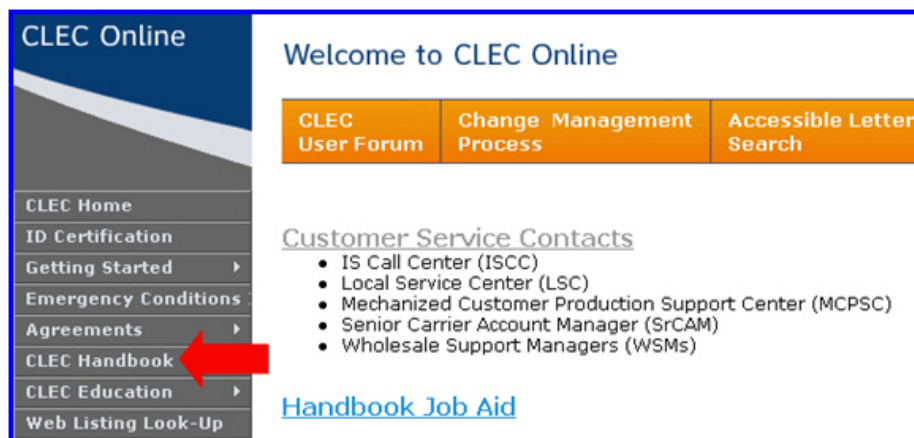 CLEC Online
CLEC Home
ID Certification
Getting Started
Emergency Conditions
Agreements
CLEC Handbook
CLEC Education
Web Listing Look-Up
Welcome to CLEC Online
CLEC
User Forum
Change Management
Process
Accessible Letter
Search
Customer Service Contacts
• IS Call Center (ISCC)
• Local Service Center (LSC)
• Mechanized Customer Production Support Center (MCPSC)
• Senior Carrier Account Manager (SrCAM)
• Wholesale Support Managers (WSMs)
Handbook Job Aid